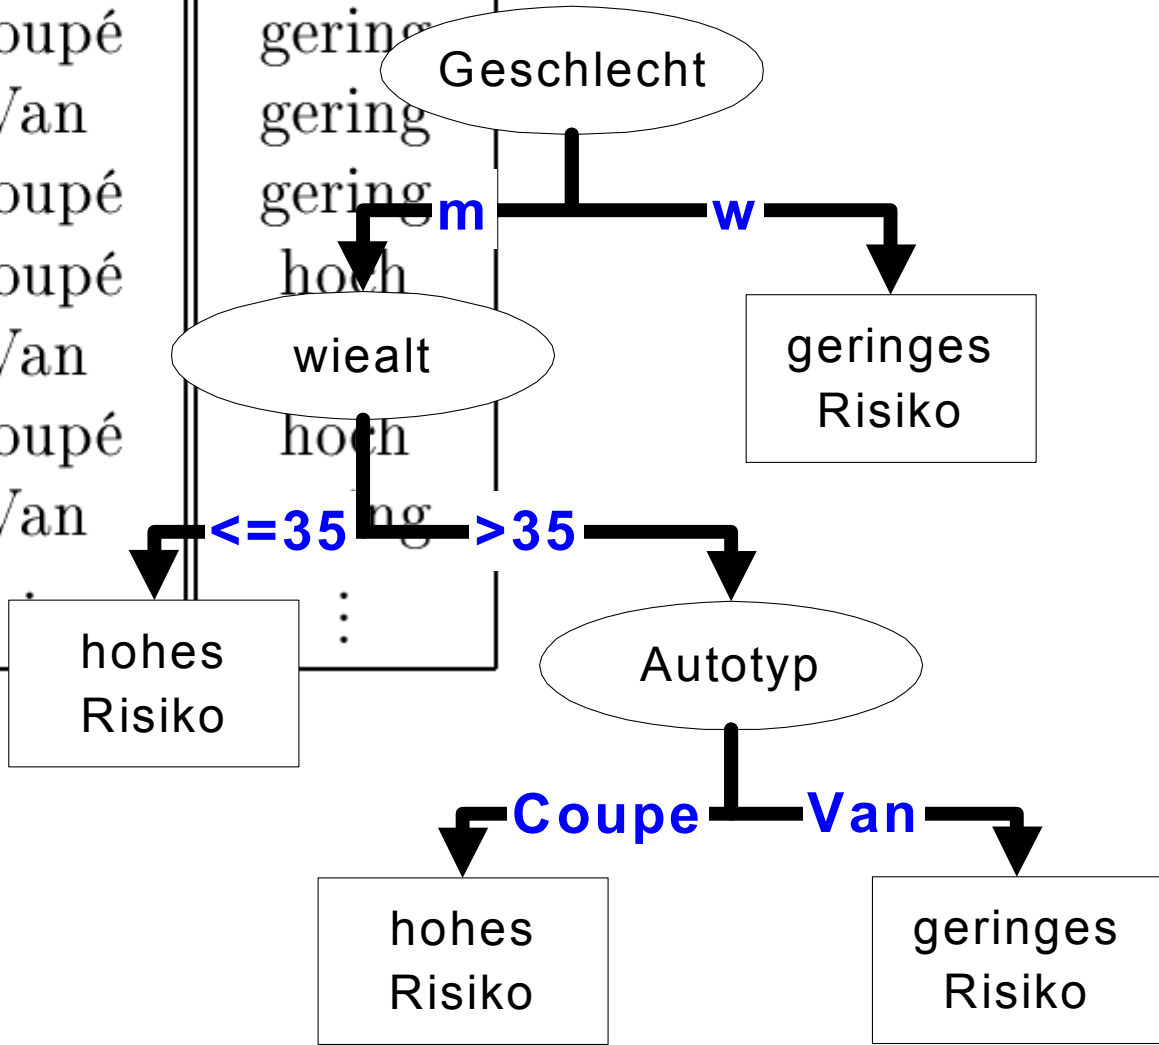 oupé gering
Van gering
oupé gering
oupé hoch
Van
oupé hoch
Van
Geschlecht
m w
wiealt
geringes
Risiko
<=35 >35
hohes
Risiko
Autotyp
Coupe Van
hohes
Risiko
geringes
Risiko